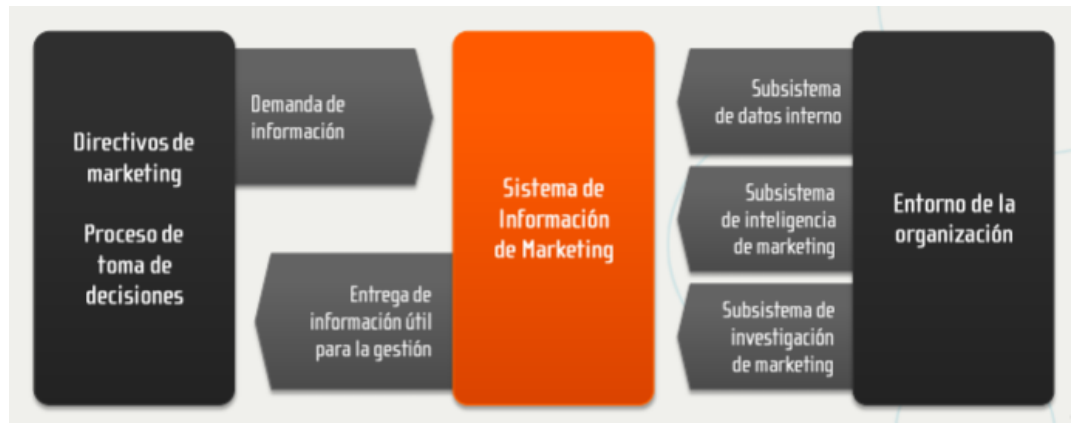 Directivos de
marketing
Proceso de
toma de
decisiones
Demanda de
información
Entrega de
información útil
para la gestión
Sistema de
Información
de Marketing
Subsistema
de datos interno
Subsistema
de inteligencia
de marketing
Subsistema de
investigación
de marketing
Entorno de la
organización